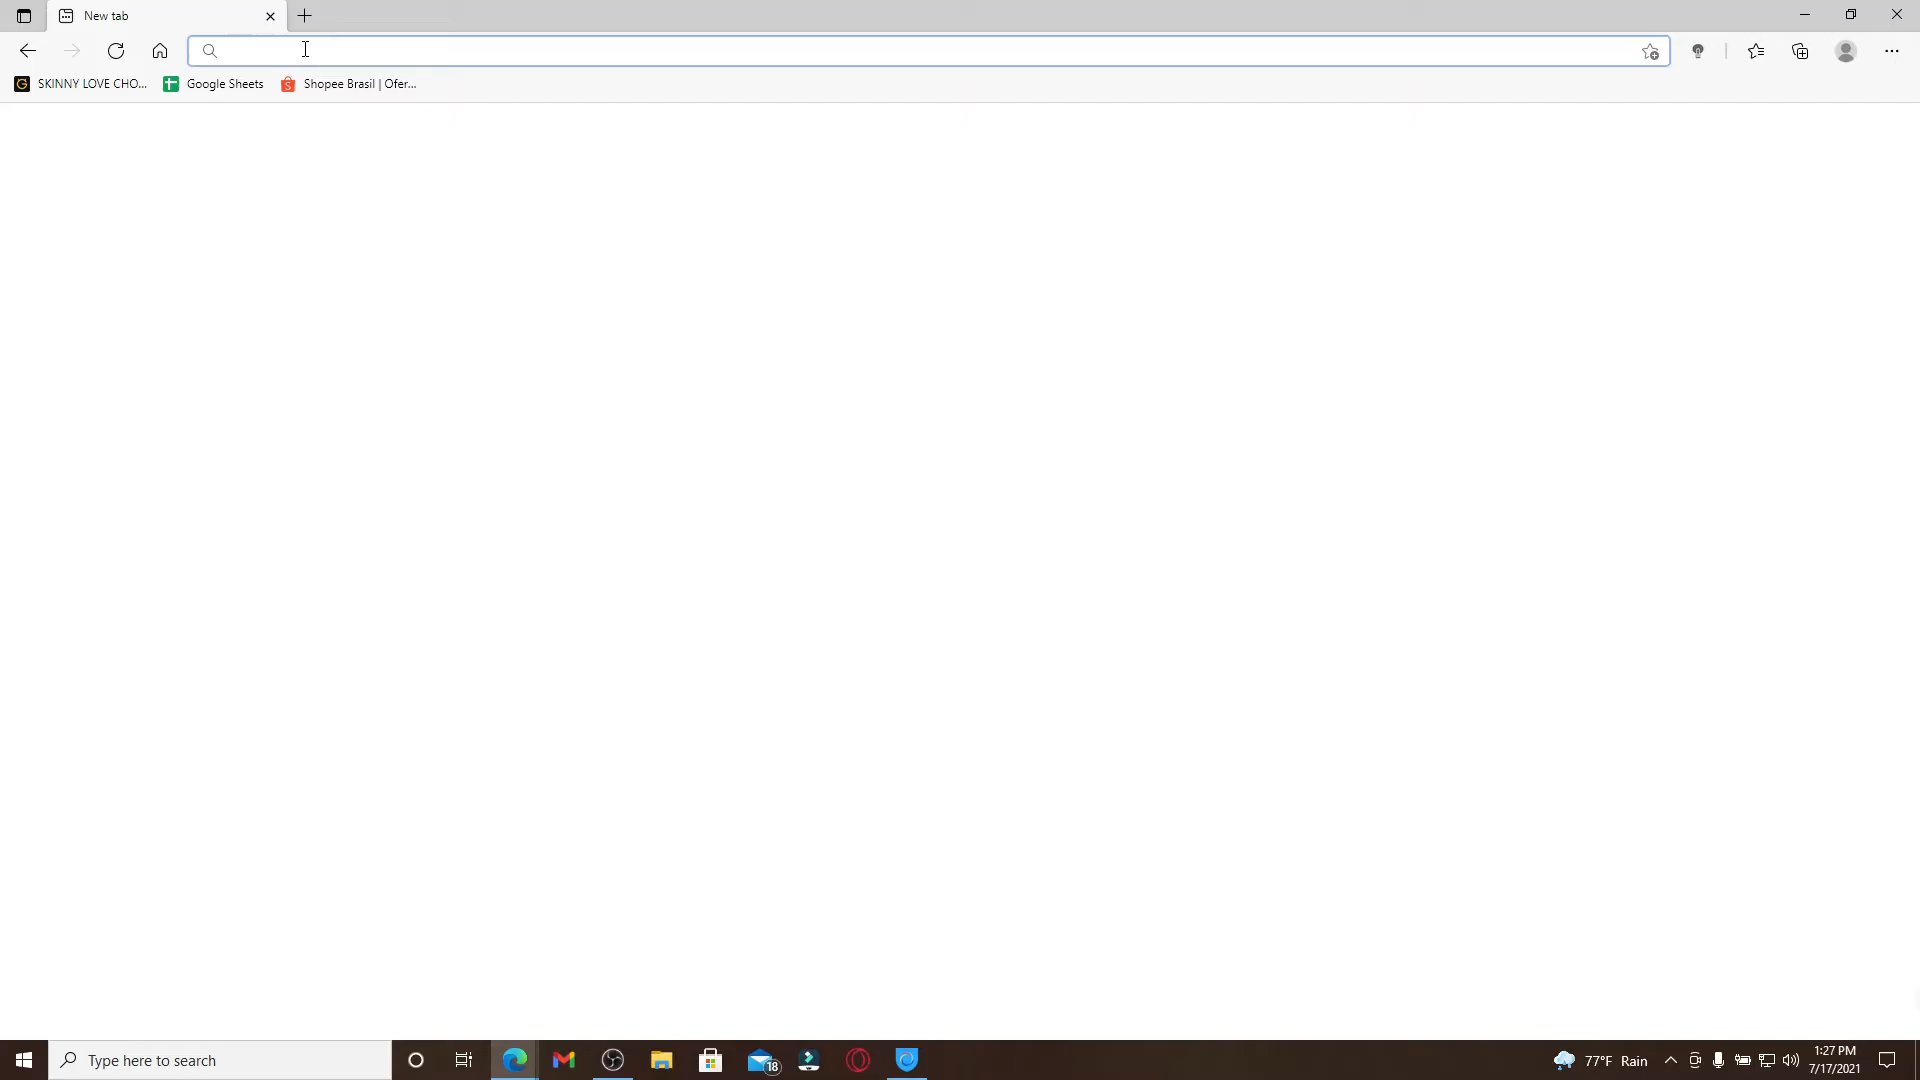 New tab
SKINNY LOVE CHO...
Google Sheets
Shopee Brasil | Ofer...
Type here to search
18
77°F Rain
1:27 PM
7/17/2021